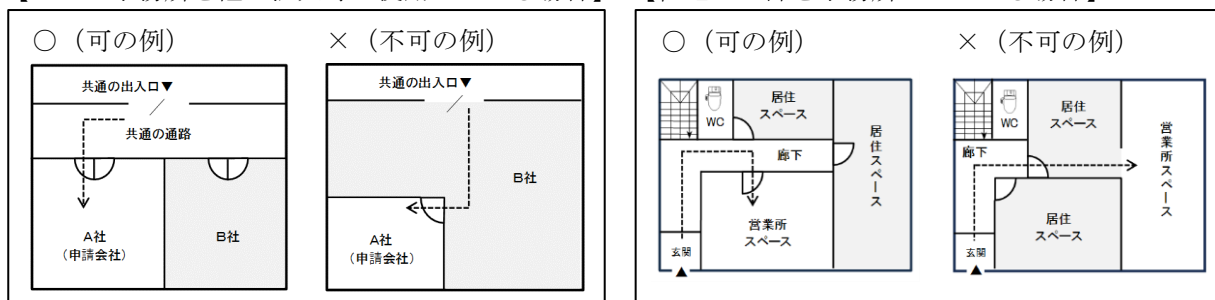 ○（可の例）
×（不可の例）
共通の出入口▼
共通の通路
A社
（申請会社）
B社
共通の出入口▼
B社
A社
（申請会社）
○（可の例）
×（不可の例）
WC
居住
スペース
居住スペース
廊下
営業所
スペース
玄関
▲
WC
居住
スペース
営業所スペース
廊下
居住
スペース
玄関
▲